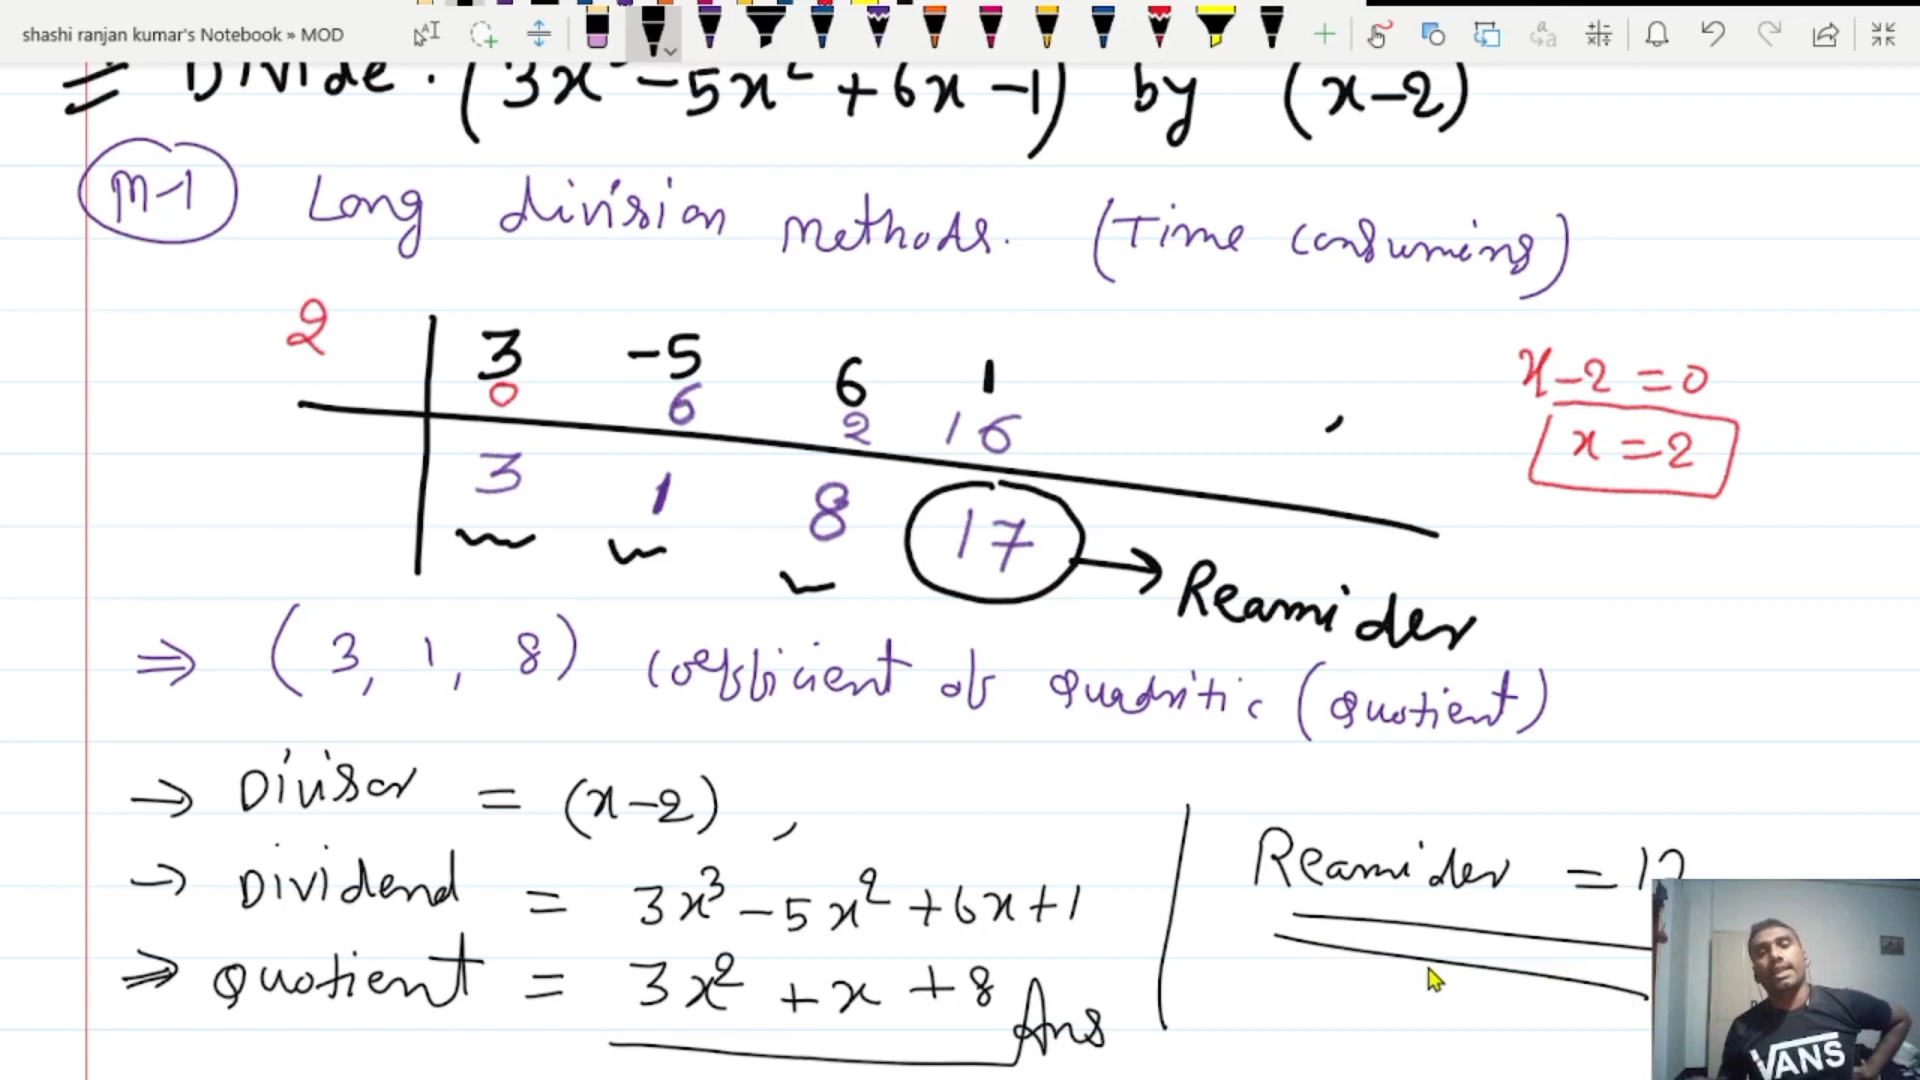 shashi ranjan kumar's Notebook » MOD
= Divide. (3x -5x² +6x -1) by (x-2)
M-1 Long division methods. (Time consuming)
2 3 -5 6 1
0 6 2 16
3 1 8 17 → Reamider
x-2 =0
x =2
⇒ (3, 1, 8) coefficient of quadritic (quotient)
→ Divisor = (x-2) ,
→ Dividend = 3x³ -5x² +6x+1
⇒ quotient = 3x² +x +8 Ans
Reamider =
VANS